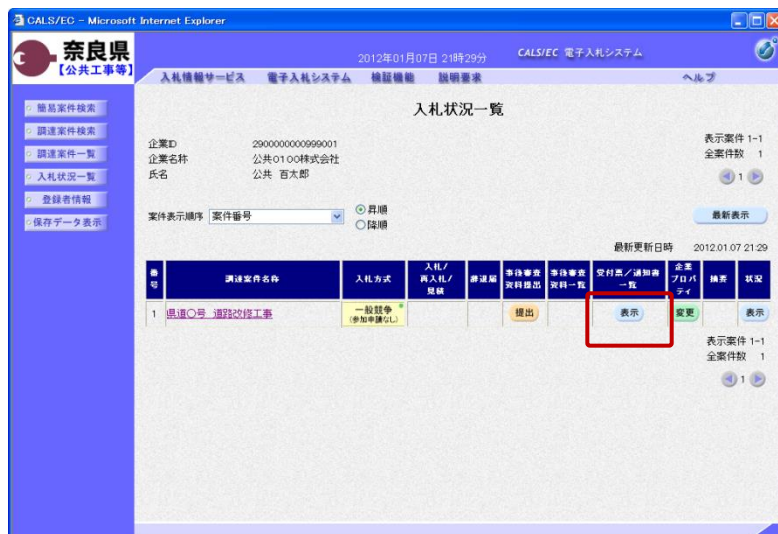 CALS/EC - Microsoft Internet Explorer
奈良県
【公共工事等】
2012年01月07日 21時29分
CALS/EC 電子入札システム
入札情報サービス 電子入札システム 検証機能 説明要求 ヘルプ
簡易案件検索
調達案件検索
調達案件一覧
入札状況一覧
登録者情報
保存データ表示
入札状況一覧
企業ID 2900000000999001
企業名称 公共0100株式会社
氏名 公共 百太郎
表示案件 1-1
全案件数 1
1
案件表示順序 案件番号
昇順
降順
最新表示
最新更新日時 2012.01.07 21:29
番号 調達案件名称 入札方式 入札/再入札/見積 辞退届 事後審査資料提出 事後審査資料一覧 受付票/通知書一覧 企業プロパティ 摘要 状況
1 県道○号 道路改修工事 一般競争(参加申請なし) 提出 表示 変更 表示
表示案件 1-1
全案件数 1
1